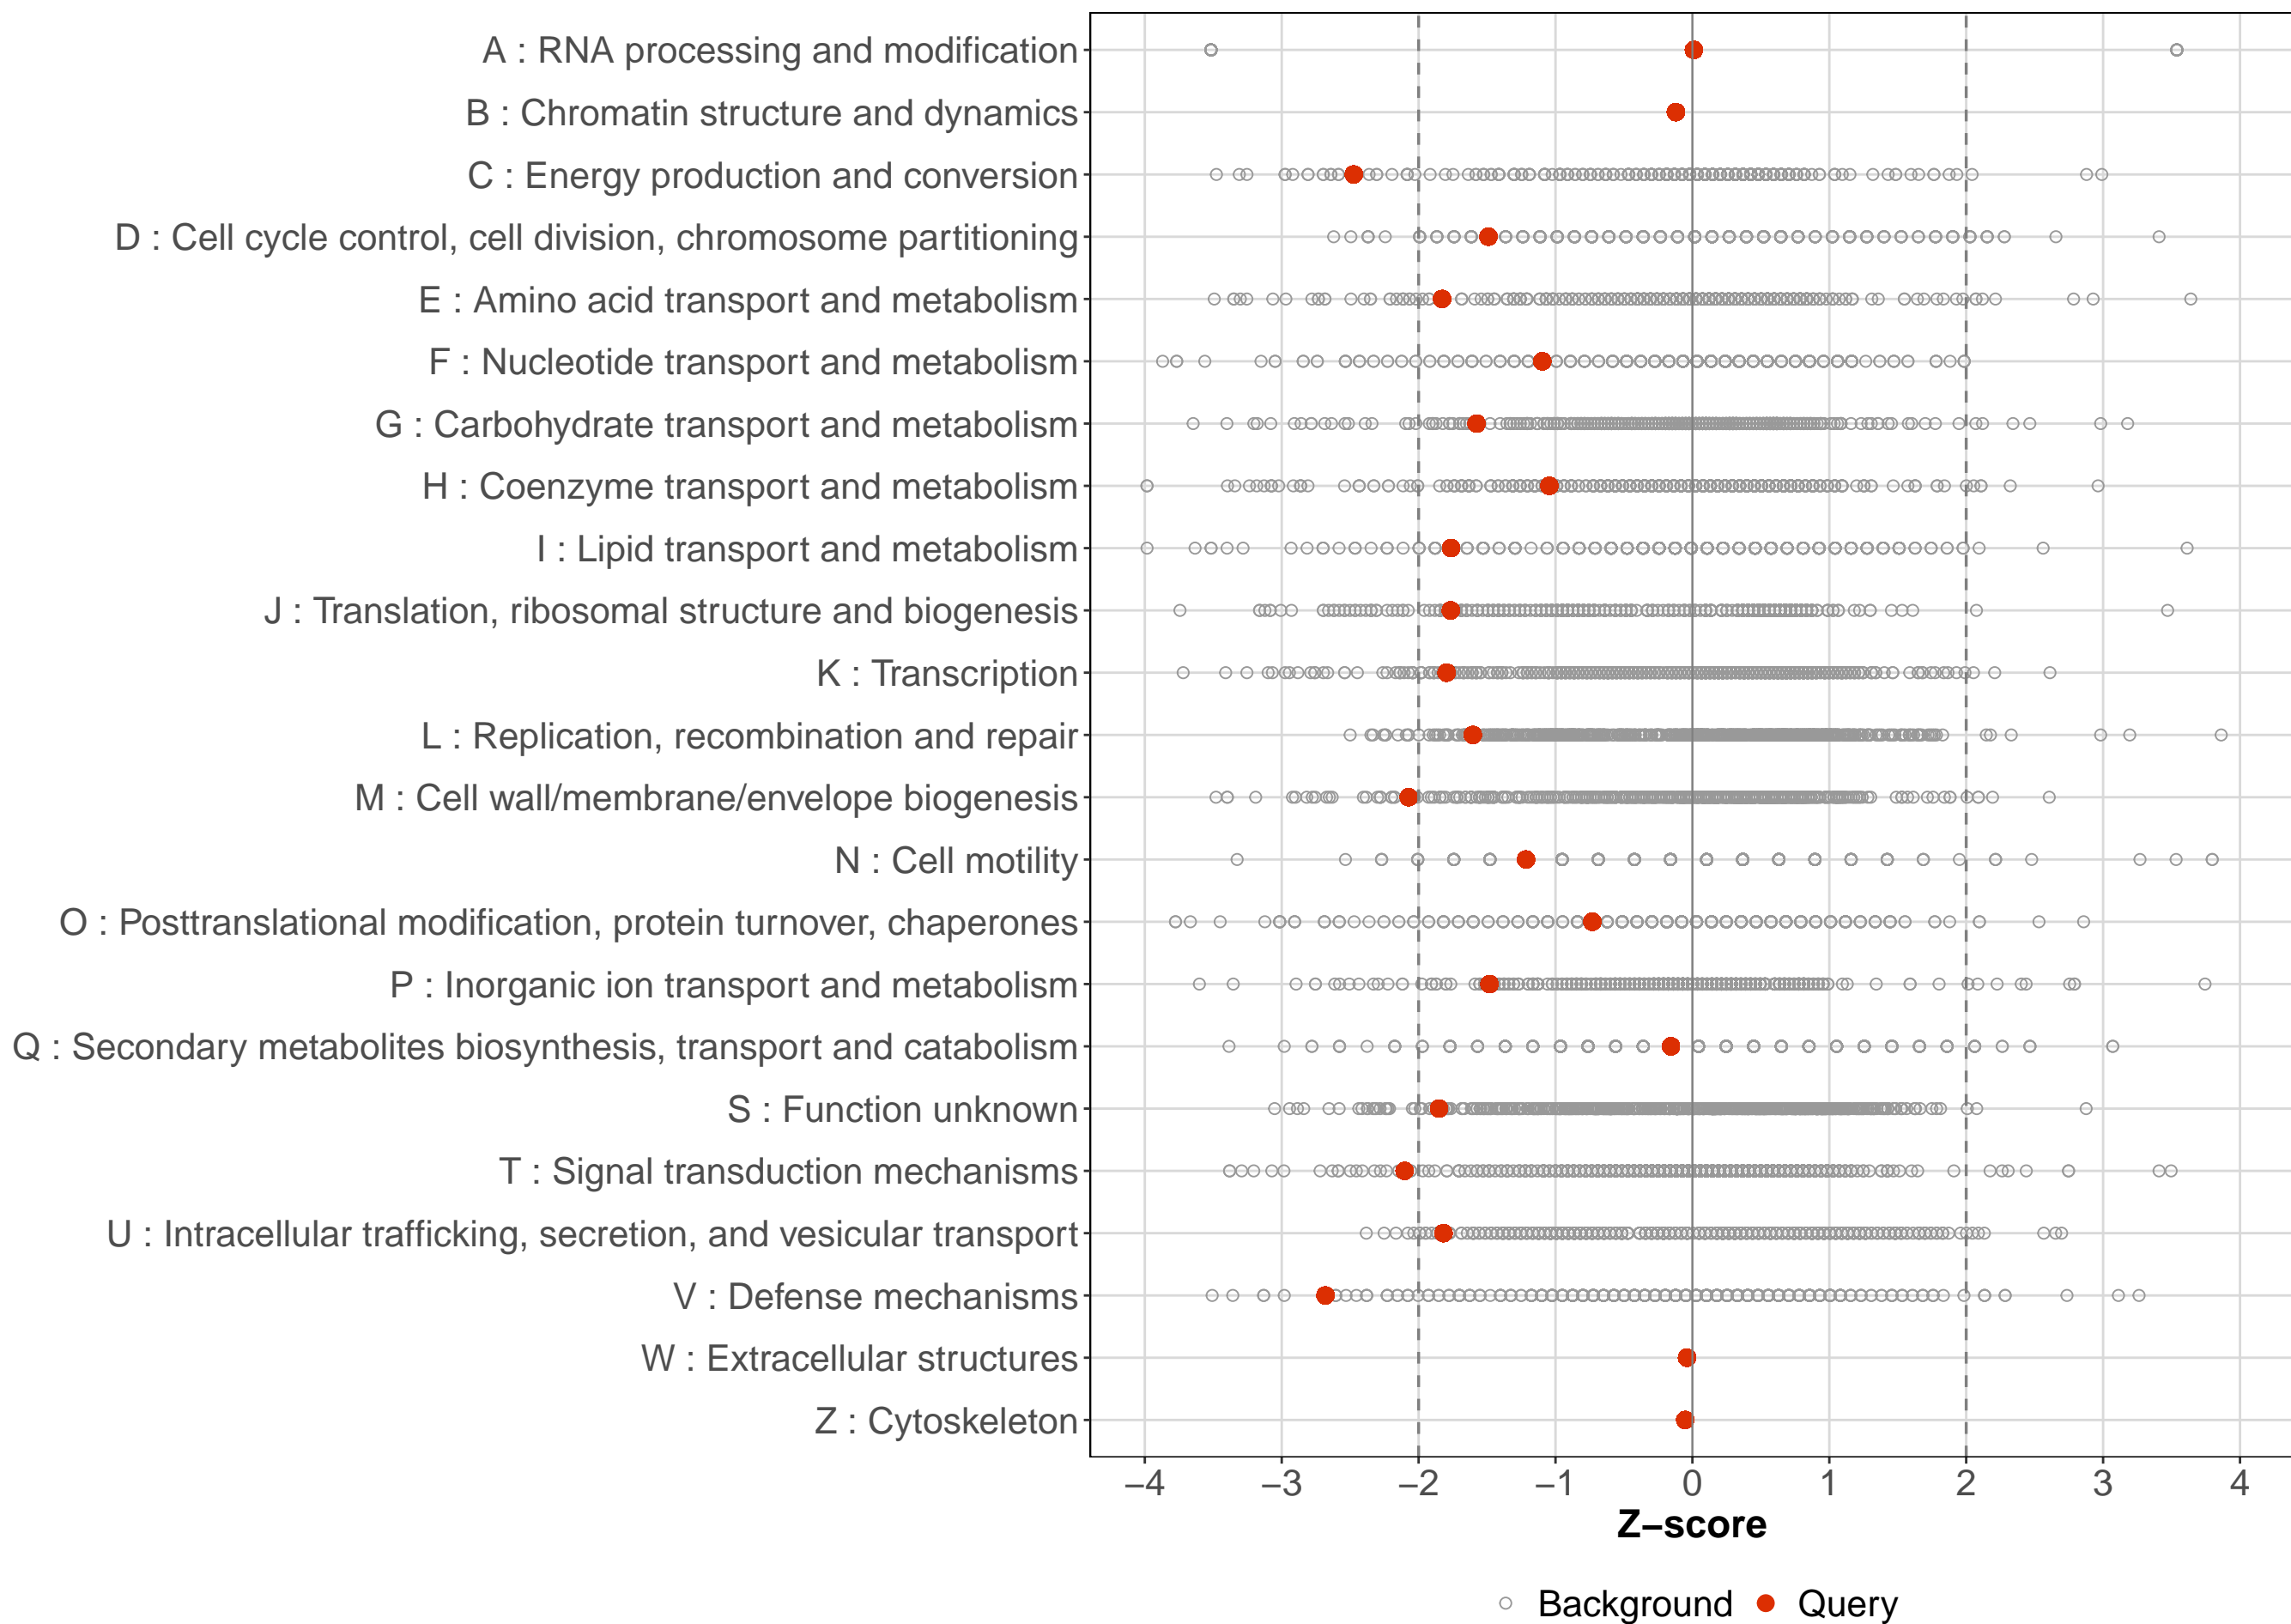 A : RNA processing and modification
B : Chromatin structure and dynamics
C : Energy production and conversion
D : Cell cycle control, cell division, chromosome partitioning
E : Amino acid transport and metabolism
F : Nucleotide transport and metabolism
G : Carbohydrate transport and metabolism
H : Coenzyme transport and metabolism
I : Lipid transport and metabolism
J : Translation, ribosomal structure and biogenesis
K : Transcription
L : Replication, recombination and repair
M : Cell wall/membrane/envelope biogenesis
N : Cell motility
O : Posttranslational modification, protein turnover, chaperones
P : Inorganic ion transport and metabolism
Q : Secondary metabolites biosynthesis, transport and catabolism
S : Function unknown
T : Signal transduction mechanisms
U : Intracellular trafficking, secretion, and vesicular transport
V : Defense mechanisms
W : Extracellular structures
Z : Cytoskeleton
−4 −3 −2 −1 0 1 2 3 4
Z−score
Background Query